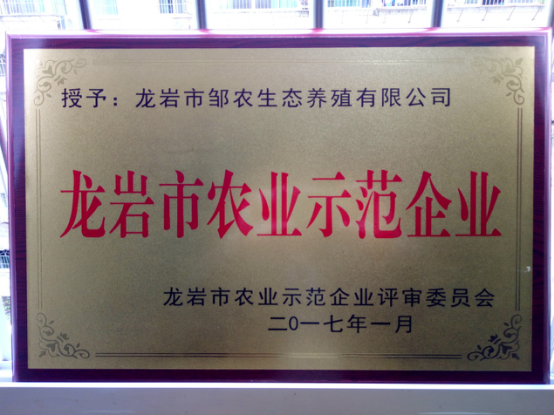 授予：龙岩市邹农生态养殖有限公司
龙岩市农业示范企业
龙岩市农业示范企业评审委员会
二〇一七年一月